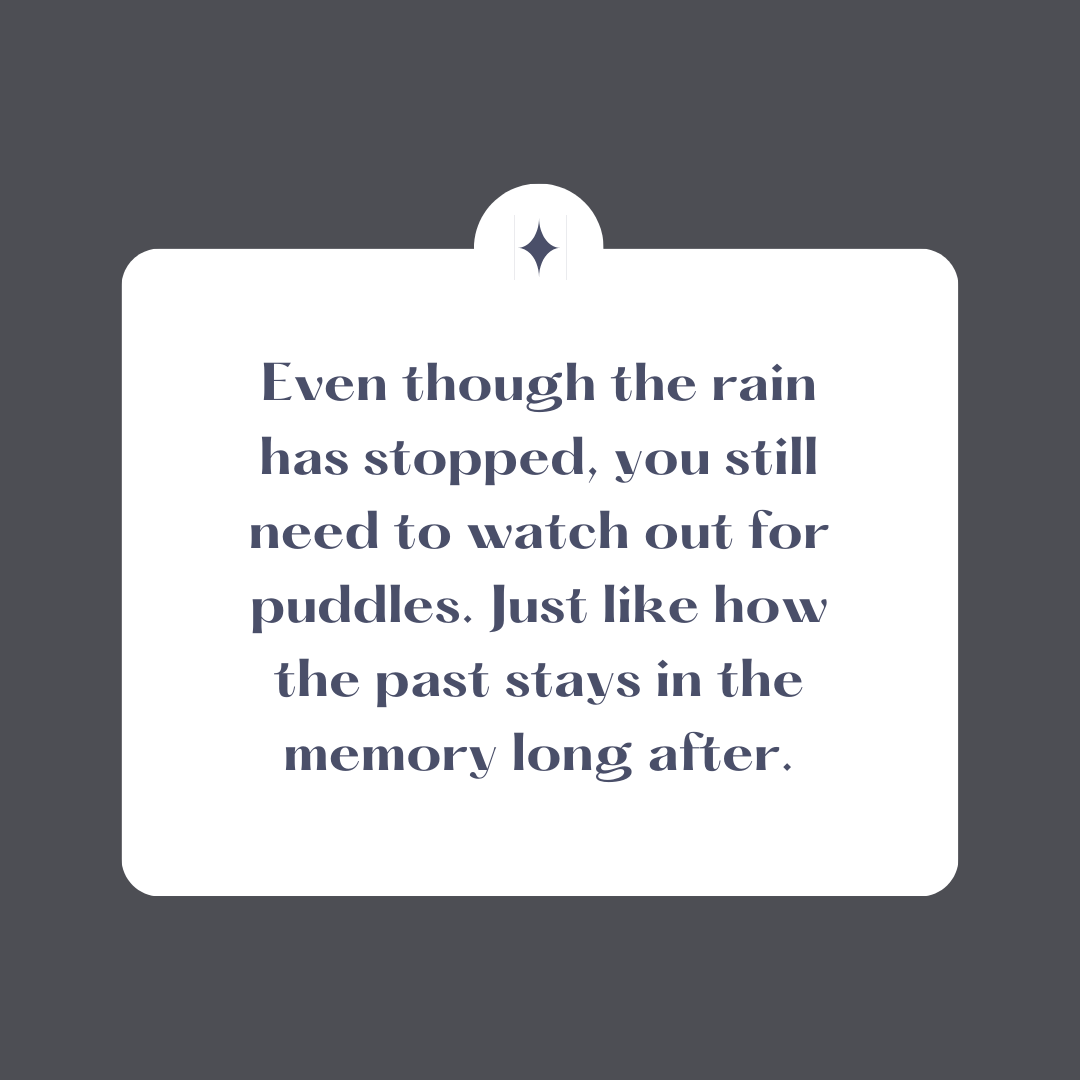 Even though the rain
has stopped, you still
need to watch out for
puddles. Just like how
the past stays in the
memory long after.